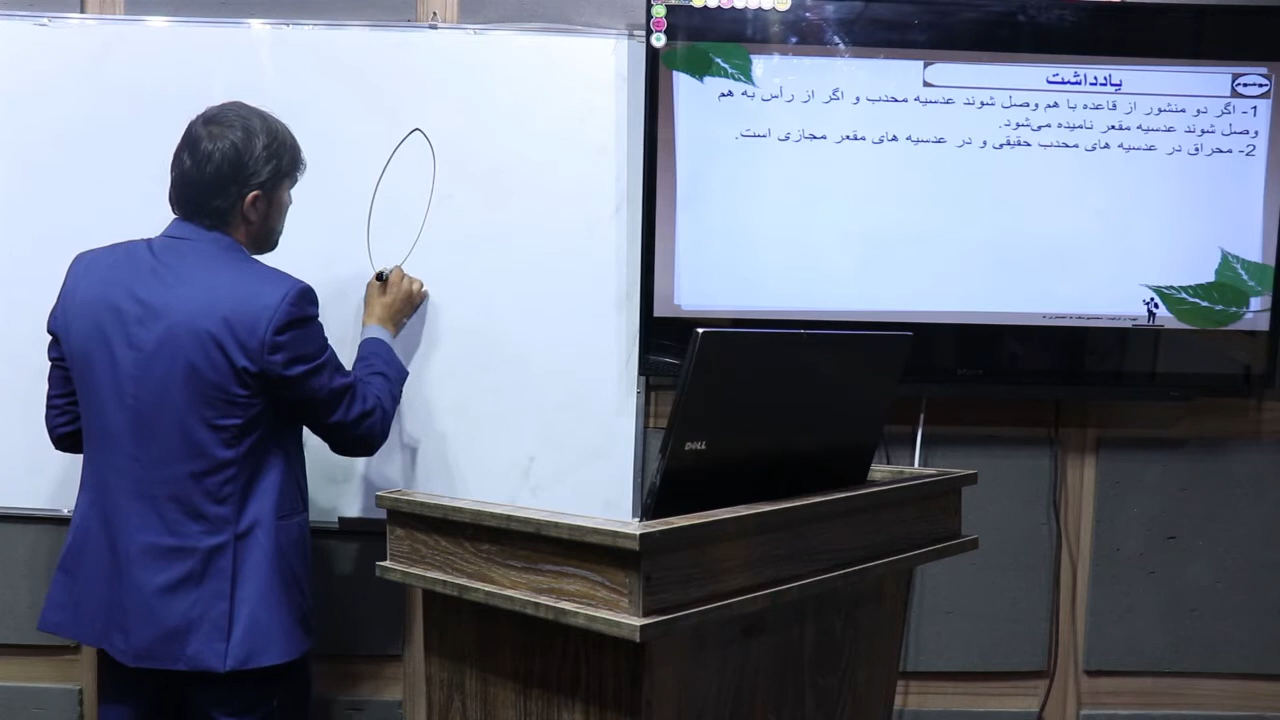 موضوع
یادداشت
1- اگر دو منشور از قاعده با هم وصل شوند عدسیه محدب و اگر از رأس به هم
وصل شوند عدسیه مقعر نامیده می‌شود.
2- محراق در عدسیه های محدب حقیقی و در عدسیه های مقعر مجازی است.
DELL